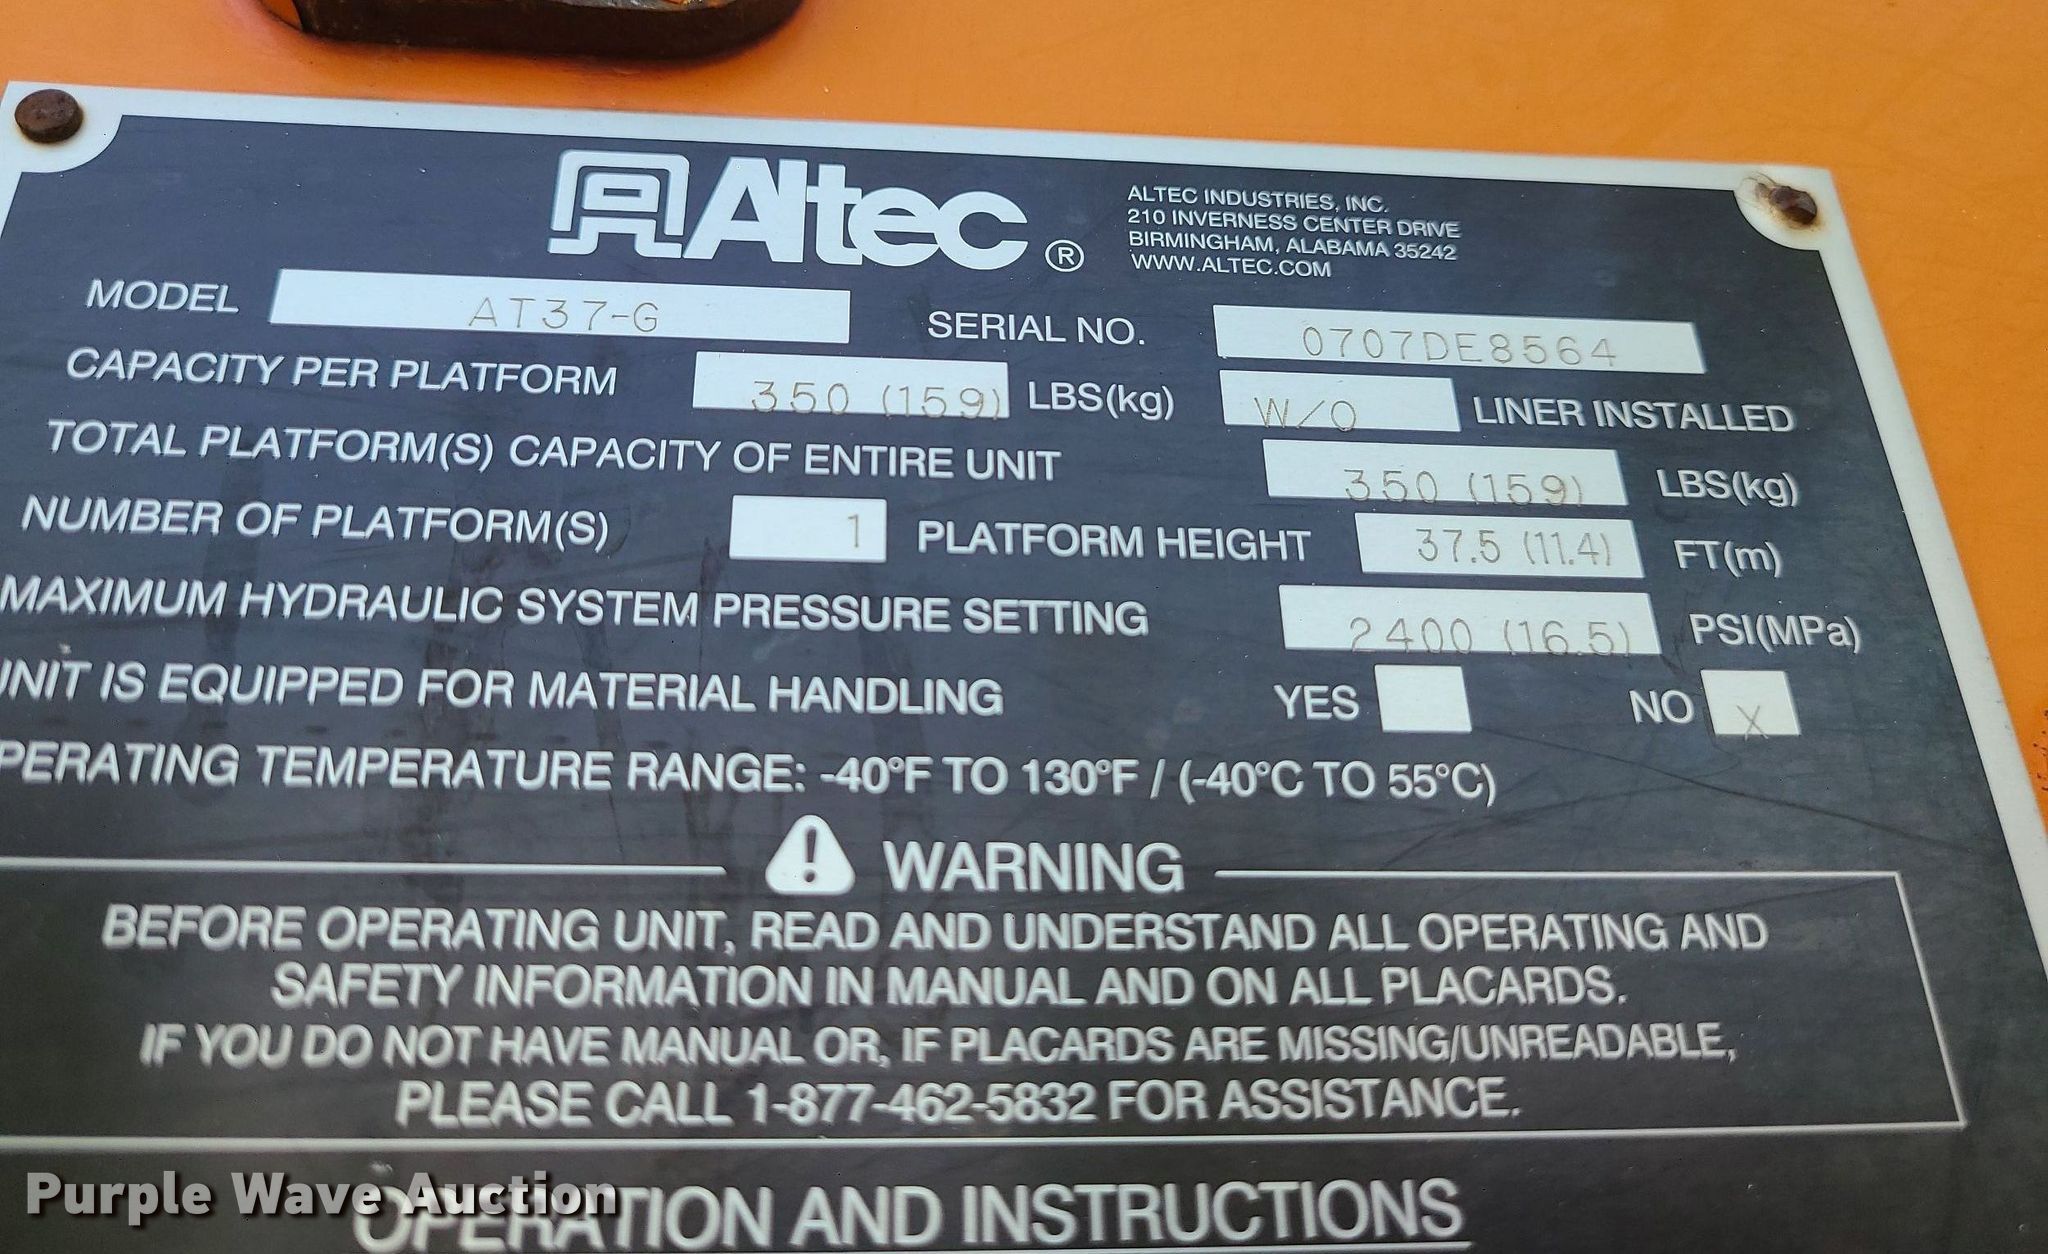 Altec ®
ALTEC INDUSTRIES, INC.
210 INVERNESS CENTER DRIVE
BIRMINGHAM, ALABAMA 35242
WWW.ALTEC.COM
MODEL AT37-G SERIAL NO. 0707DE8564
CAPACITY PER PLATFORM 350 (159) LBS(kg) W/O LINER INSTALLED
TOTAL PLATFORM(S) CAPACITY OF ENTIRE UNIT 350 (159) LBS(kg)
NUMBER OF PLATFORM(S) 1 PLATFORM HEIGHT 37.5 (11.4) FT(m)
MAXIMUM HYDRAULIC SYSTEM PRESSURE SETTING 2400 (16.5) PSI(MPa)
UNIT IS EQUIPPED FOR MATERIAL HANDLING YES NO X
PERATING TEMPERATURE RANGE: -40°F TO 130°F / (-40°C TO 55°C)
WARNING
BEFORE OPERATING UNIT, READ AND UNDERSTAND ALL OPERATING AND
SAFETY INFORMATION IN MANUAL AND ON ALL PLACARDS.
IF YOU DO NOT HAVE MANUAL OR, IF PLACARDS ARE MISSING/UNREADABLE,
PLEASE CALL 1-877-462-5832 FOR ASSISTANCE.
OPERATION AND INSTRUCTIONS
Purple Wave Auction